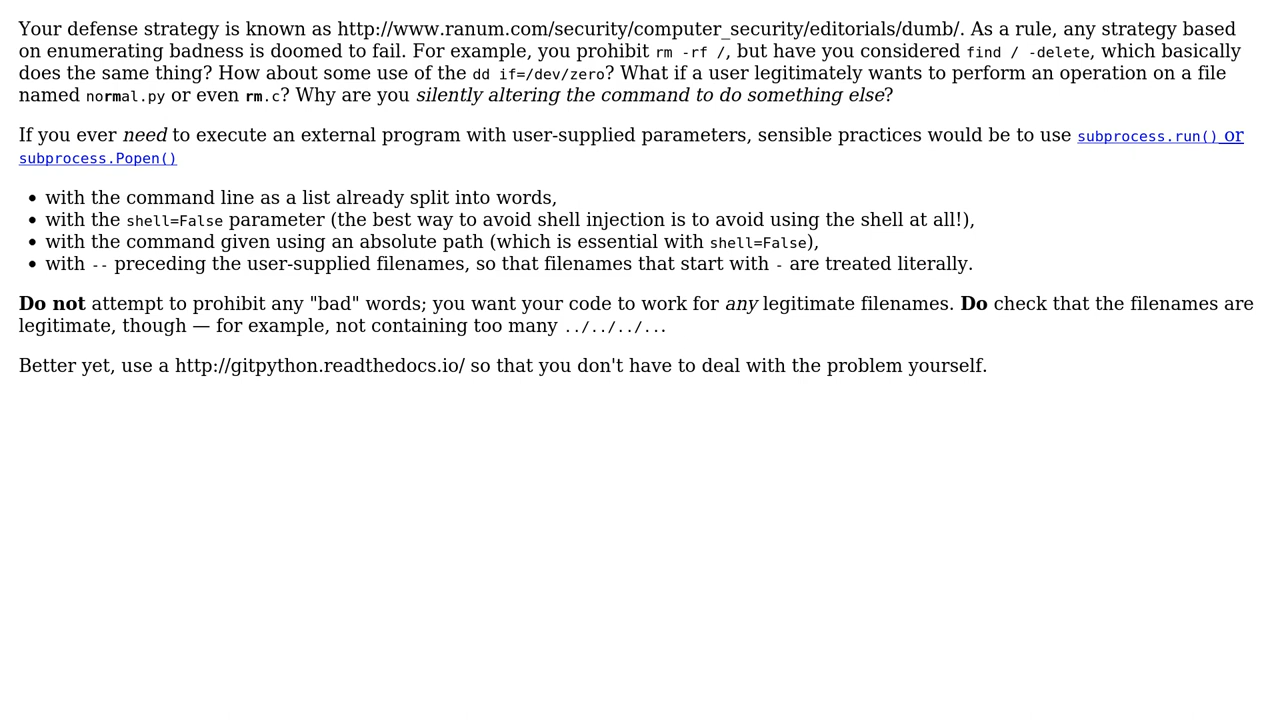 Your defense strategy is known as http://www.ranum.com/security/computer_security/editorials/dumb/. As a rule, any strategy based
on enumerating badness is doomed to fail. For example, you prohibit rm -rf /, but have you considered find / -delete, which basically
does the same thing? How about some use of the dd if=/dev/zero? What if a user legitimately wants to perform an operation on a file
named normal.py or even rm.c? Why are you silently altering the command to do something else?
If you ever need to execute an external program with user-supplied parameters, sensible practices would be to use subprocess.run() or
subprocess.Popen()
• with the command line as a list already split into words,
• with the shell=False parameter (the best way to avoid shell injection is to avoid using the shell at all!),
• with the command given using an absolute path (which is essential with shell=False),
• with -- preceding the user-supplied filenames, so that filenames that start with - are treated literally.
Do not attempt to prohibit any "bad" words; you want your code to work for any legitimate filenames. Do check that the filenames are
legitimate, though — for example, not containing too many ../../../...
Better yet, use a http://gitpython.readthedocs.io/ so that you don't have to deal with the problem yourself.